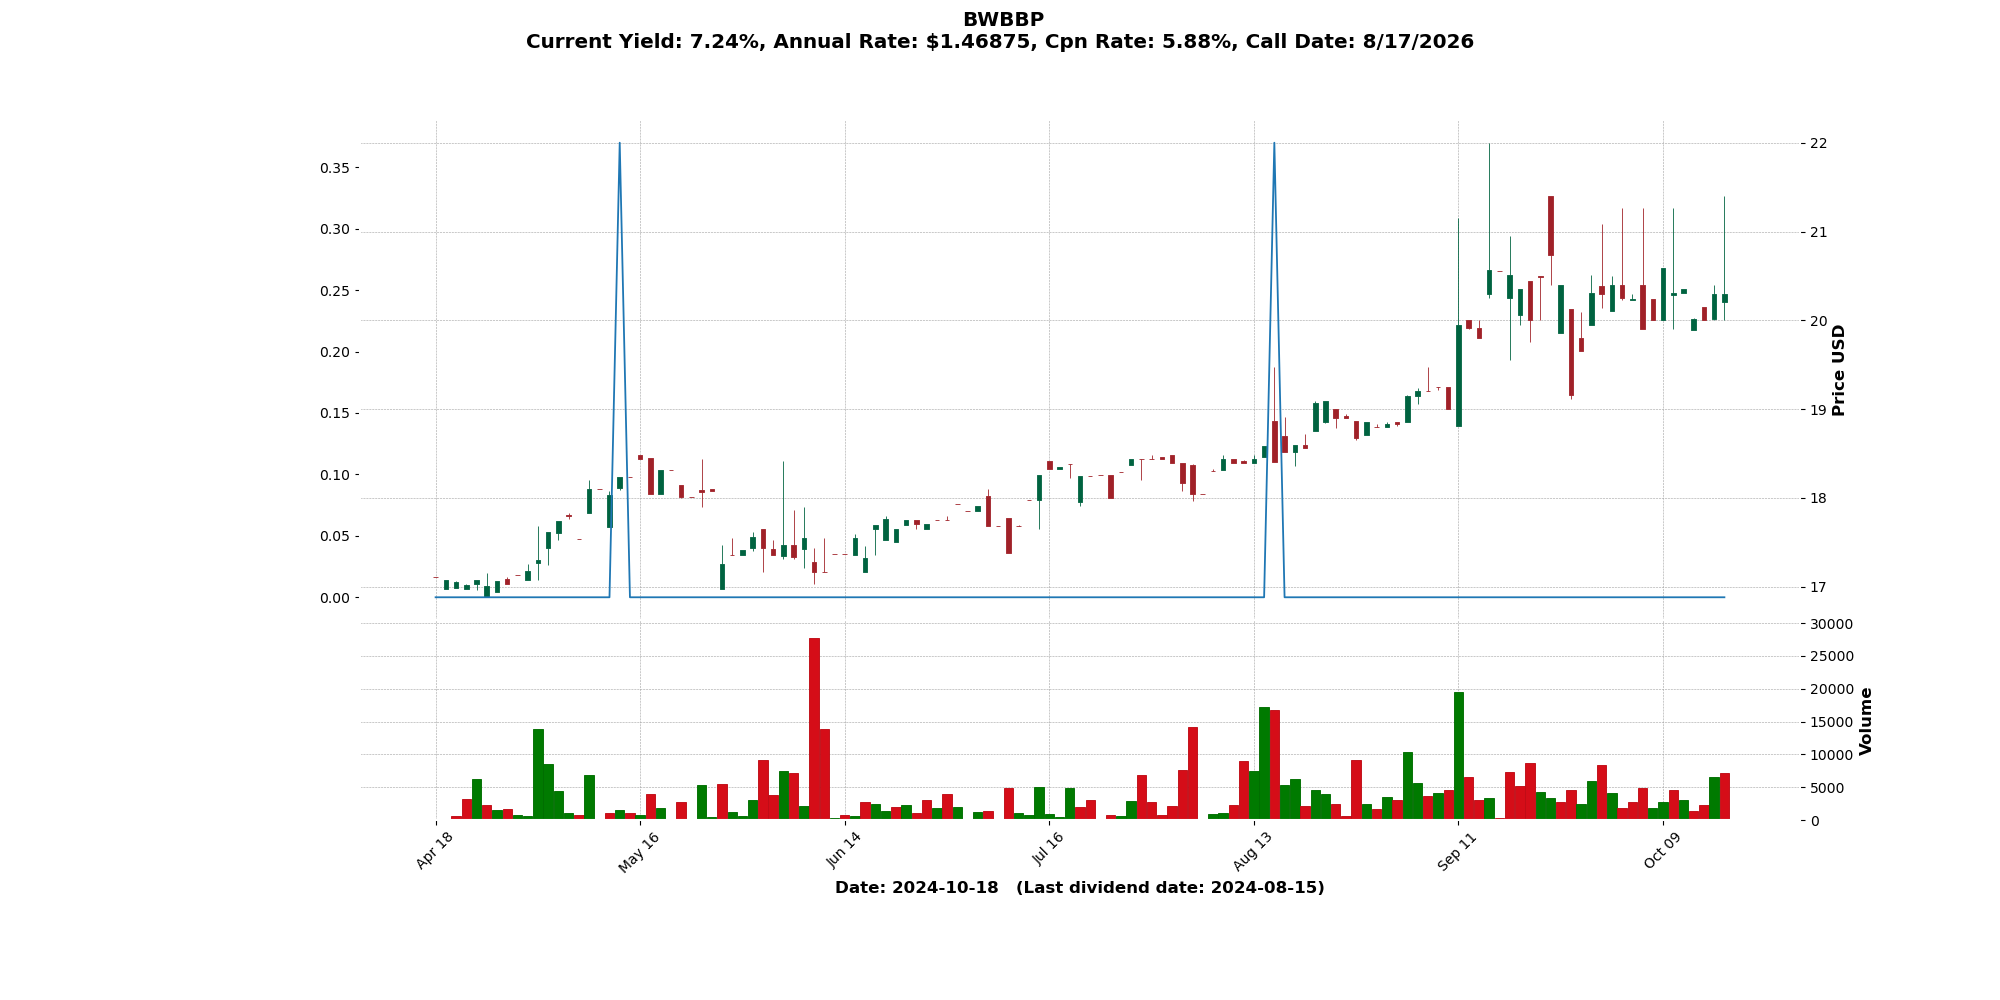 BWBBP
Current Yield: 7.24%, Annual Rate: $1.46875, Cpn Rate: 5.88%, Call Date: 8/17/2026
0.35
0.30
0.25
0.20
0.15
0.10
0.05
0.00
22
21
20
19
18
17
Price USD
30000
25000
20000
15000
10000
5000
0
Volume
Apr 18
May 16
Jun 14
Jul 16
Aug 13
Sep 11
Oct 09
Date: 2024-10-18 (Last dividend date: 2024-08-15)